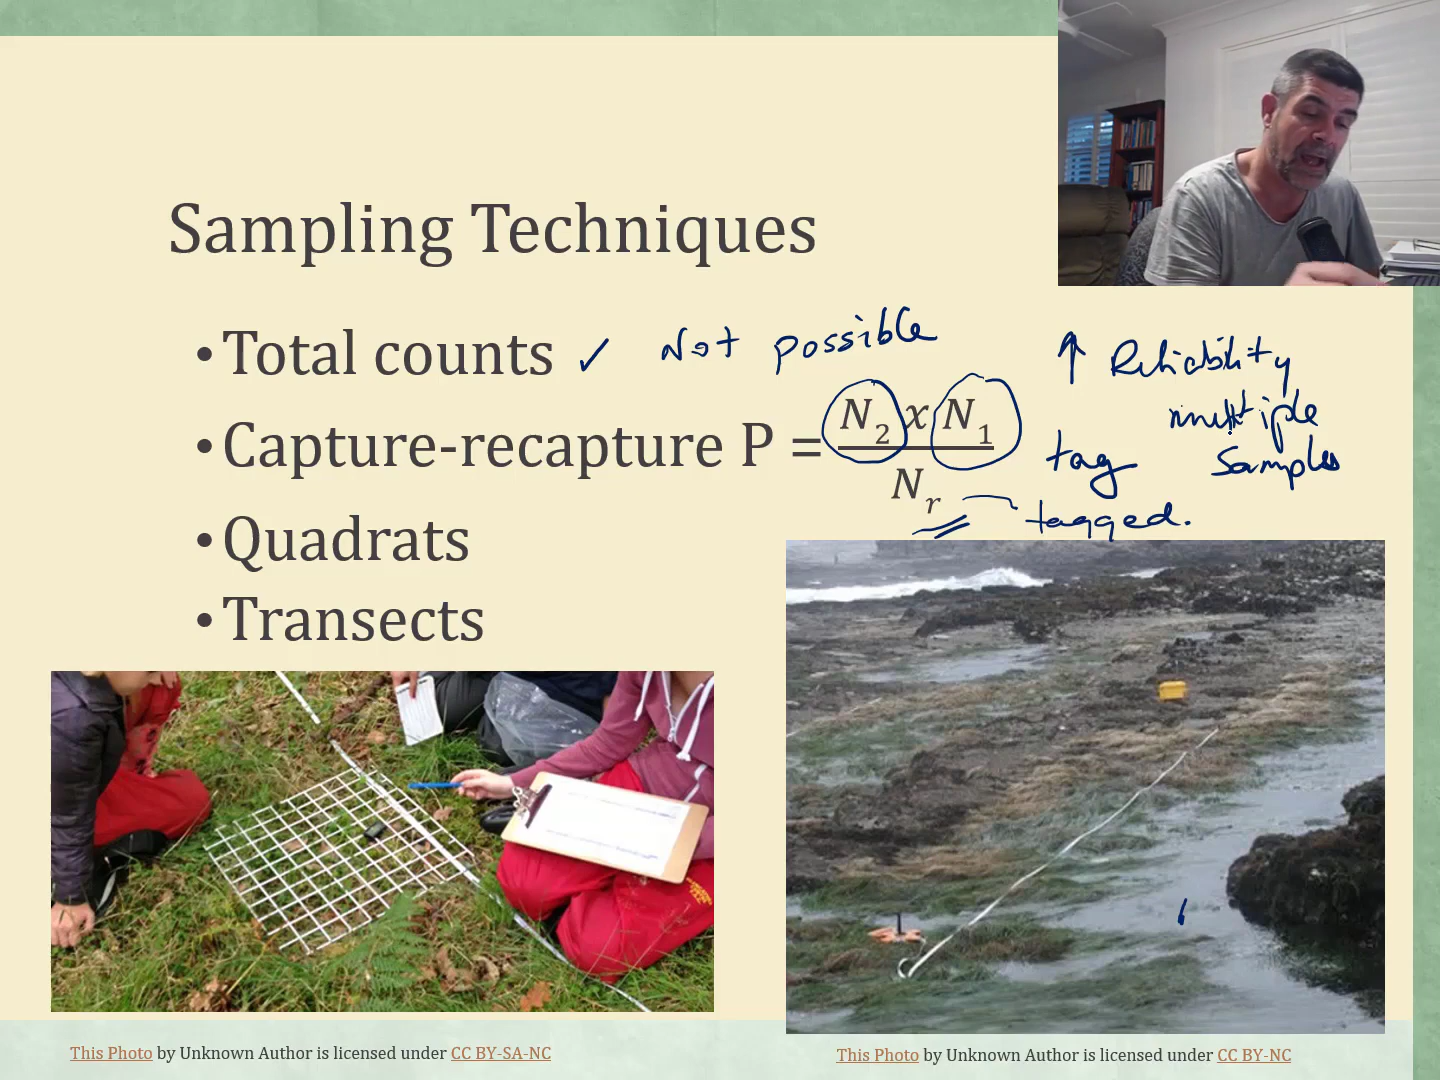 Sampling Techniques
• Total counts ✓ Not possible
↑ Reliability
multiple
samples
• Capture-recapture P = N₂ x N₁ / Nᵣ
tag
tagged.
• Quadrats
• Transects
This Photo by Unknown Author is licensed under CC BY-SA-NC
This Photo by Unknown Author is licensed under CC BY-NC